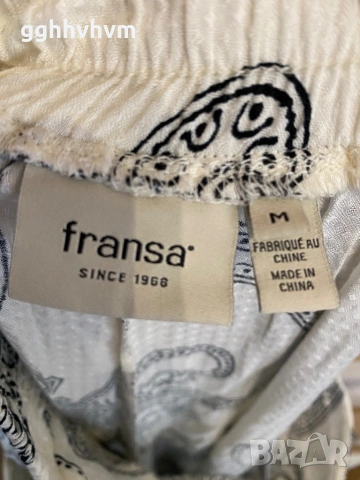 gghhvhvm
fransa®
SINCE 1966
M
FABRIQUÉ AU
CHINE
MADE IN
CHINA
BAZAR